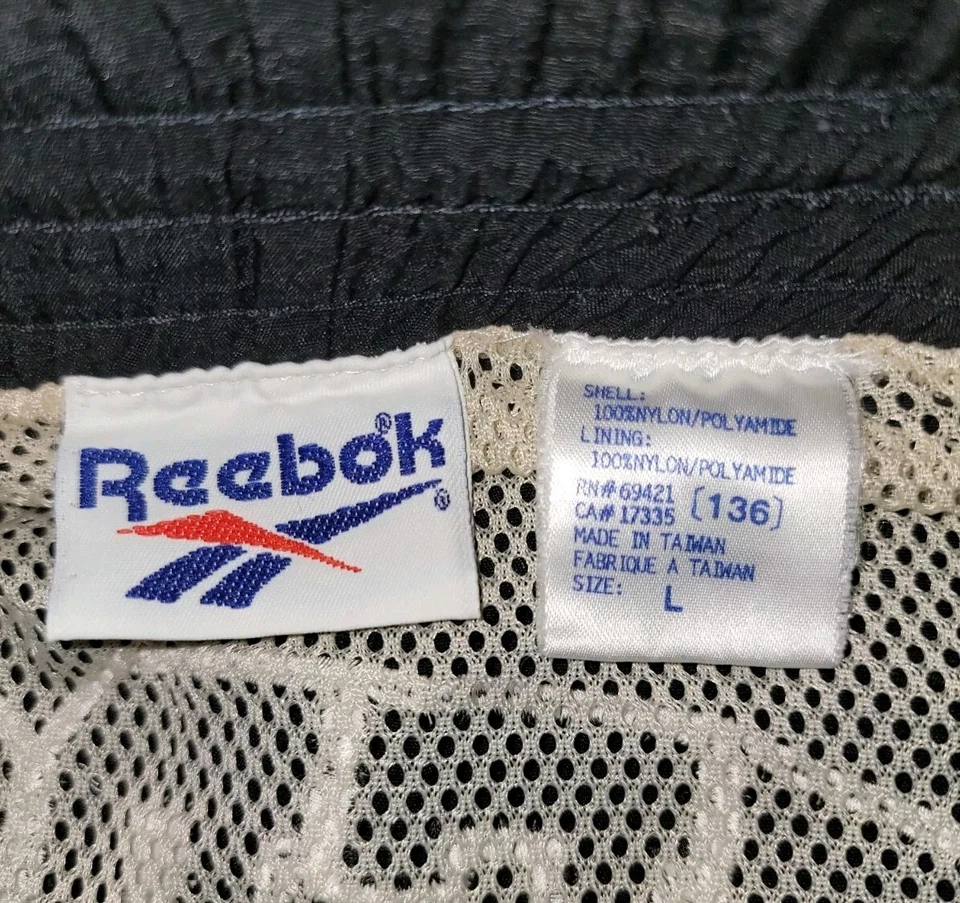 Reebok®
®
SHELL:
100%NYLON/POLYAMIDE
LINING:
100%NYLON/POLYAMIDE
RN#69421
CA# 17335 [136]
MADE IN TAIWAN
FABRIQUE A TAIWAN
SIZE: L